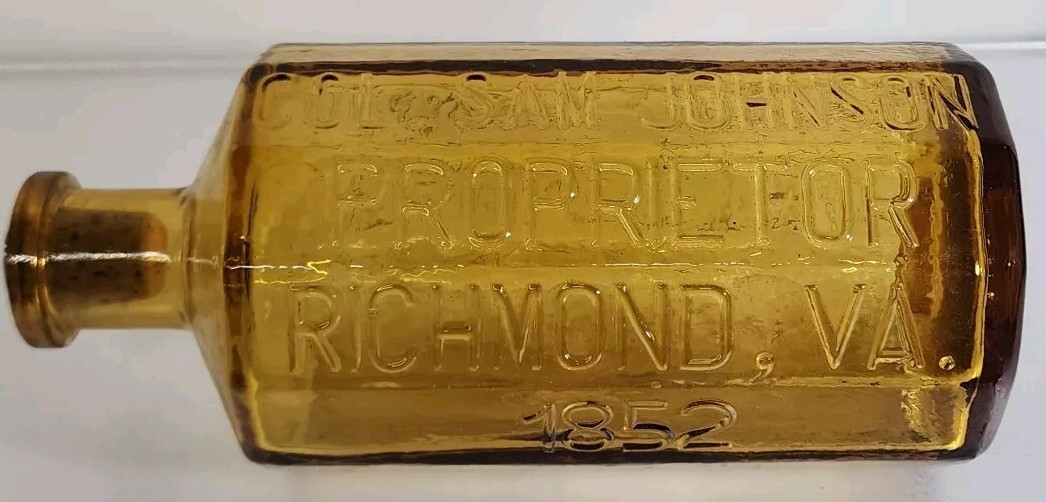 COL. SAM JOHNSON
PROPRIETOR
RICHMOND, VA.
1852